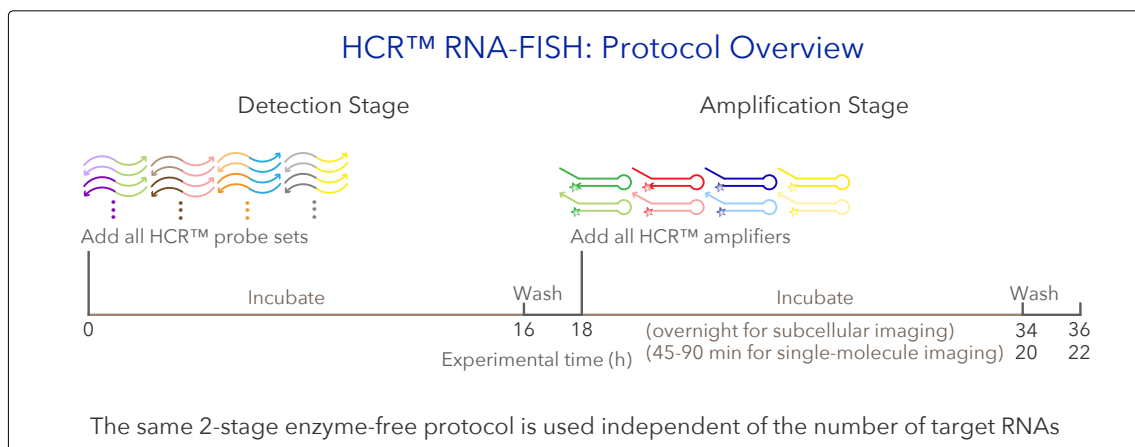 HCR™ RNA-FISH: Protocol Overview
Detection Stage
Amplification Stage
Add all HCR™ probe sets
Add all HCR™ amplifiers
Incubate
Wash
Incubate
Wash
0
16
18
(overnight for subcellular imaging)
34
36
Experimental time (h)
(45-90 min for single-molecule imaging)
20
22
The same 2-stage enzyme-free protocol is used independent of the number of target RNAs